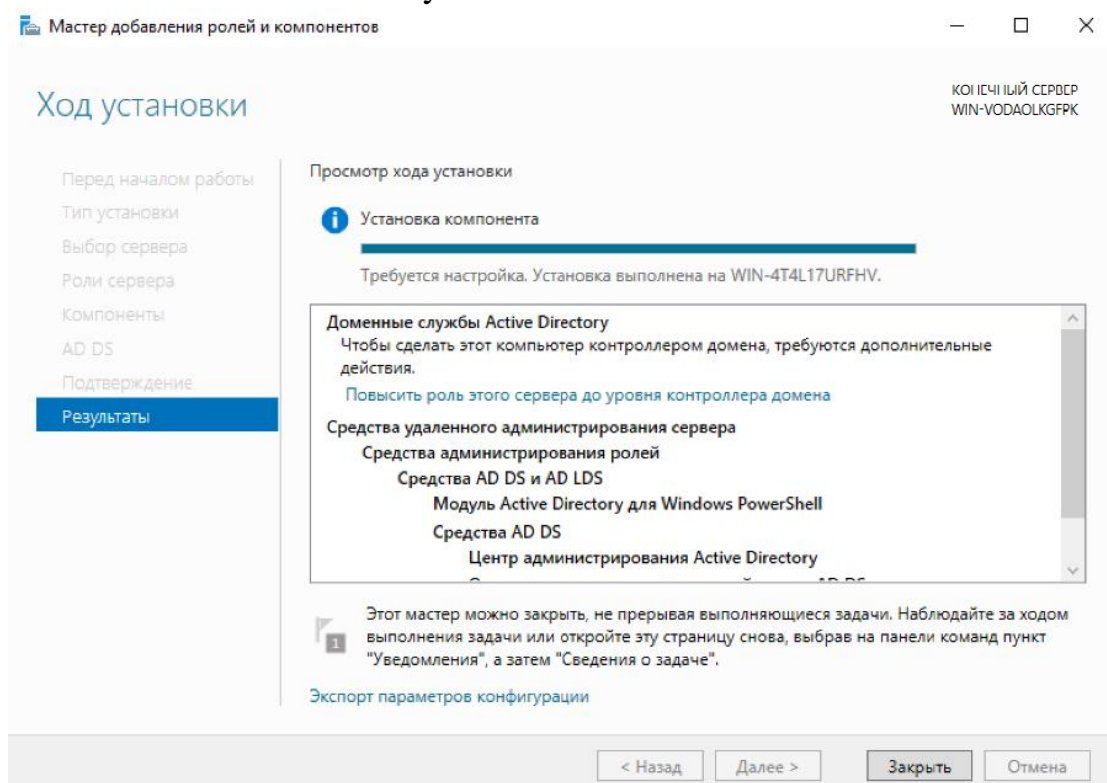 Мастер добавления ролей и компонентов
Ход установки
КОНЕЧНЫЙ СЕРВЕР
WIN-VODAOLKGFPK
Перед началом работы
Тип установки
Выбор сервера
Роли сервера
Компоненты
AD DS
Подтверждение
Результаты
Просмотр хода установки
Установка компонента
Требуется настройка. Установка выполнена на WIN-4T4L17URFHV.
Доменные службы Active Directory
Чтобы сделать этот компьютер контроллером домена, требуются дополнительные
действия.
Повысить роль этого сервера до уровня контроллера домена
Средства удаленного администрирования сервера
Средства администрирования ролей
Средства AD DS и AD LDS
Модуль Active Directory для Windows PowerShell
Средства AD DS
Центр администрирования Active Directory
1
Этот мастер можно закрыть, не прерывая выполняющиеся задачи. Наблюдайте за ходом
выполнения задачи или откройте эту страницу снова, выбрав на панели команд пункт
"Уведомления", а затем "Сведения о задаче".
Экспорт параметров конфигурации
< Назад
Далее >
Закрыть
Отмена